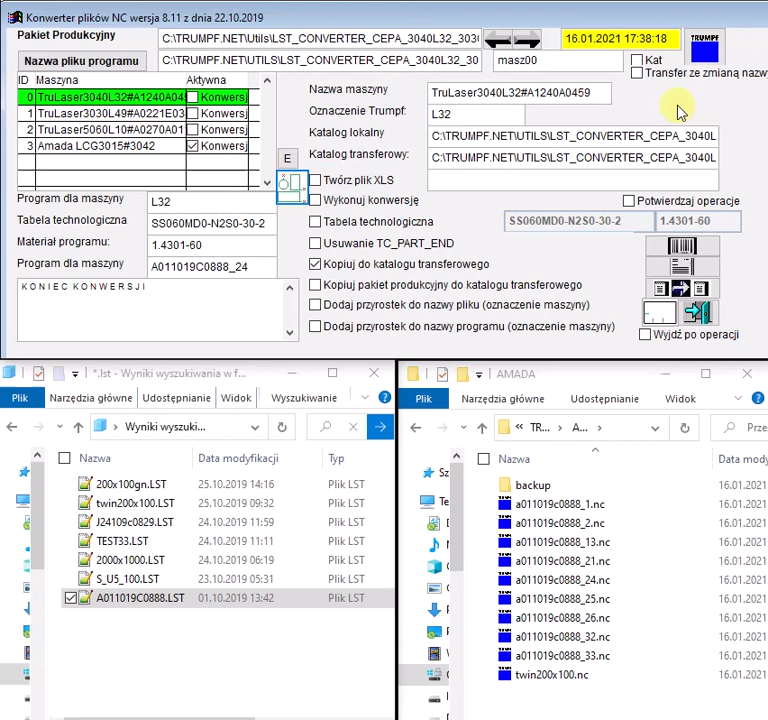 Konwerter plików NC wersja 8.11 z dnia 22.10.2019
Pakiet Produkcyjny
C:\TRUMPF.NET\Utils\LST_CONVERTER_CEPA_3040L32_303
16.01.2021 17:38:18
TRUMPF
Nazwa pliku programu
C:\TRUMPF.NET\Utils\LST_CONVERTER_CEPA_3040L32_30
masz00
Kat
Transfer ze zmianą nazwy
ID Maszyna Aktywna
0 TruLaser3040L32#A1240A045 Konwersj
1 TruLaser3030L49#A0221E03 Konwersj
2 TruLaser5060L10#A0270A01 Konwersj
3 Amada LCG3015#3042 Konwersj
E
Nazwa maszyny
TruLaser3040L32#A1240A0459
Oznaczenie Trumpf:
L32
Katalog lokalny
C:\TRUMPF.NET\UTILS\LST_CONVERTER_CEPA_3040L
Katalog transferowy:
C:\TRUMPF.NET\UTILS\LST_CONVERTER_CEPA_3040L
Twórz plik XLS
Wykonuj konwersję
Potwierdzaj operacje
Tabela technologiczna
SS060MD0-N2S0-30-2
1.4301-60
Usuwanie TC_PART_END
Kopiuj do katalogu transferowego
Kopiuj pakiet produkcyjny do katalogu transferowego
Dodaj przyrostek do nazwy pliku (oznaczenie maszyny)
Dodaj przyrostek do nazwy programu (oznaczenie maszyny)
Wyjdź po operacji
Program dla maszyny
L32
Tabela technologiczna
SS060MD0-N2S0-30-2
Materiał programu:
1.4301-60
Program dla maszyny
A011019C0888_24
K O N I E C K O N W E R S J I
*.lst - Wyniki wyszukiwania w f...
Plik Narzędzia główne Udostępnianie Widok Wyszukiwanie
Wyniki wyszuki...
Nazwa Data modyfikacji Typ
200x100gn.LST 25.10.2019 14:16 Plik LST
twin200x100.LST 25.10.2019 09:32 Plik LST
J24109c0829.LST 24.10.2019 11:59 Plik LST
TEST33.LST 24.10.2019 11:11 Plik LST
2000x1000.LST 24.10.2019 06:19 Plik LST
S_U5_100.LST 23.10.2019 05:31 Plik LST
A011019C0888.LST 01.10.2019 13:42 Plik LST
AMADA
Plik Narzędzia główne Udostępnianie Widok
« TR... A... Prze
Sz
Te
Nazwa Data mody
backup 16.01.2021
a011019c0888_1.nc 16.01.2021
a011019c0888_2.nc 16.01.2021
a011019c0888_13.nc 16.01.2021
a011019c0888_21.nc 16.01.2021
a011019c0888_24.nc 16.01.2021
a011019c0888_25.nc 16.01.2021
a011019c0888_26.nc 16.01.2021
a011019c0888_32.nc 16.01.2021
a011019c0888_33.nc 16.01.2021
twin200x100.nc 16.01.2021